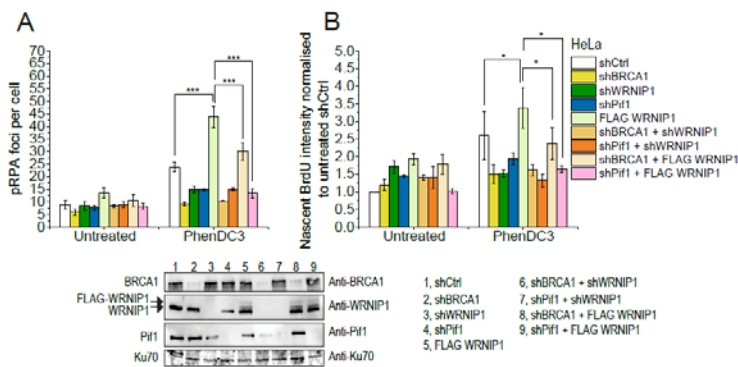 A
B
pRPA foci per cell
70
65
60
55
50
45
40
35
30
25
20
15
10
5
0
***
***
***
Untreated
PhenDC3
Nascent BrdU intensity normalised
to untreated shCtrl
5.0
4.5
4.0
3.5
3.0
2.5
2.0
1.5
1.0
0.5
0.0
*
*
*
Untreated
PhenDC3
HeLa
shCtrl
shBRCA1
shWRNIP1
shPif1
FLAG WRNIP1
shBRCA1 + shWRNIP1
shPif1 + shWRNIP1
shBRCA1 + FLAG WRNIP1
shPif1 + FLAG WRNIP1
1 2 3 4 5 6 7 8 9
BRCA1 Anti-BRCA1
FLAG-WRNIP1
WRNIP1 Anti-WRNIP1
Pif1 Anti-Pif1
Ku70 Anti-Ku70
1, shCtrl
2, shBRCA1
3, shWRNIP1
4, shPif1
5, FLAG WRNIP1
6, shBRCA1 + shWRNIP1
7, shPif1 + shWRNIP1
8, shBRCA1 + FLAG WRNIP1
9, shPif1 + FLAG WRNIP1